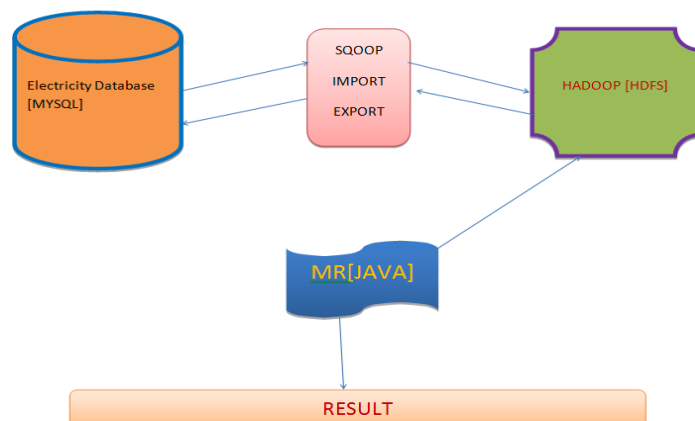 Electricity Database
[MYSQL]
SQOOP
IMPORT
EXPORT
HADOOP [HDFS]
MR[JAVA]
RESULT